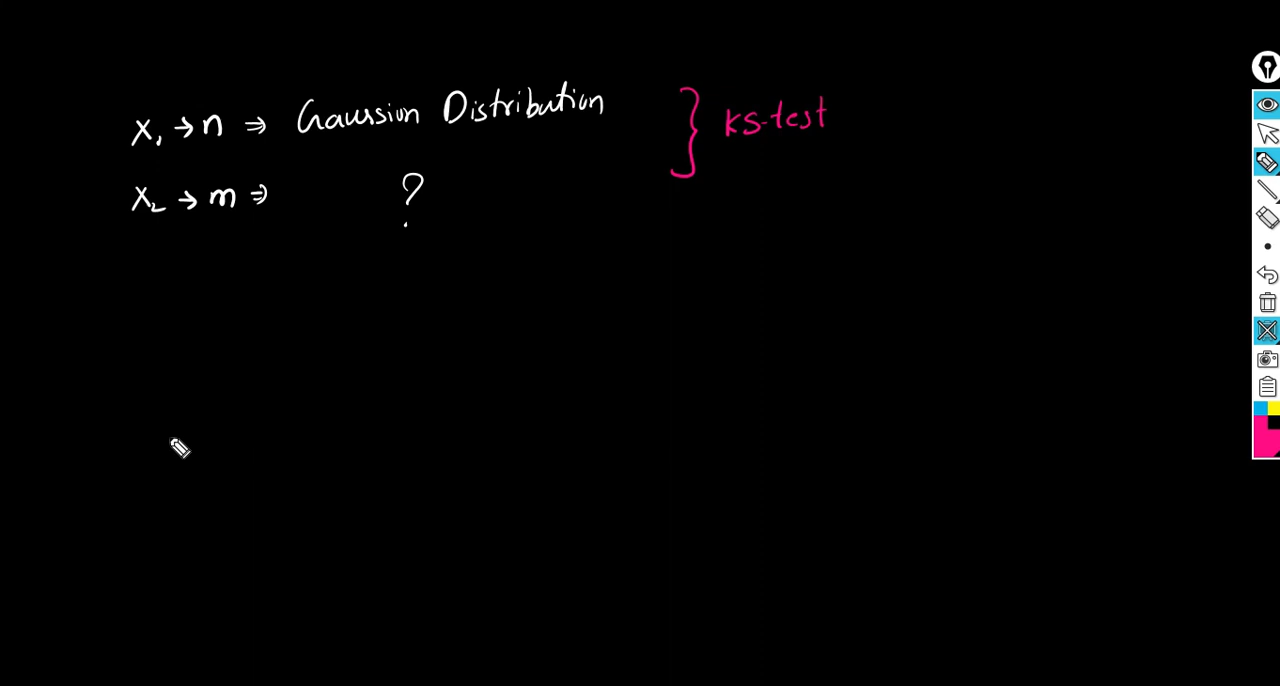 X₁ → n ⇒ Gaussion Distribution } KS-test
X₂ → m ⇒ ?